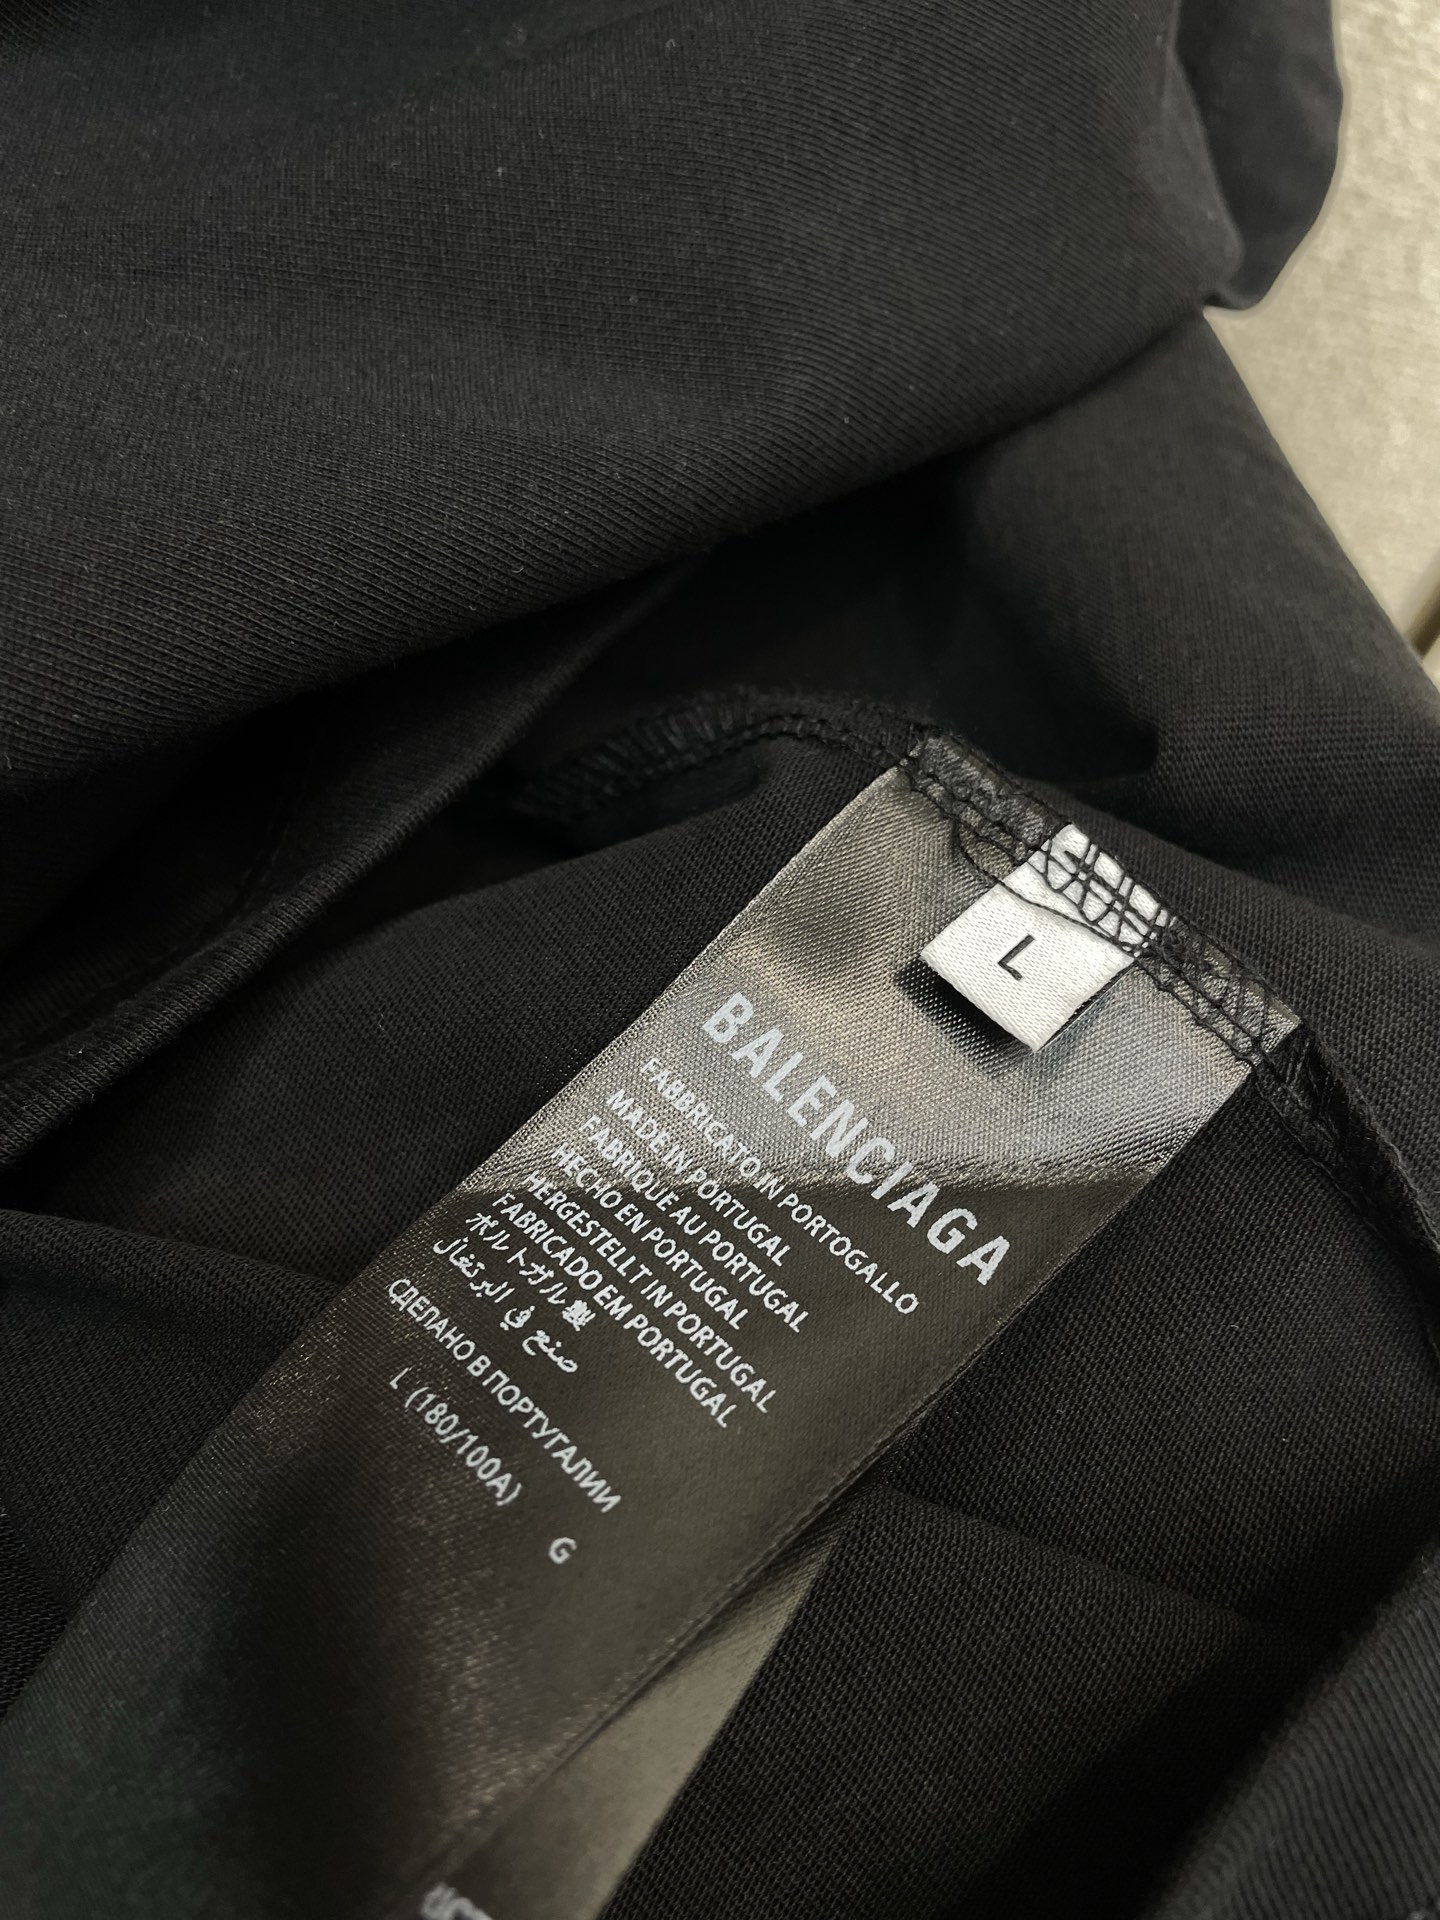 L
BALENCIAGA
FABBRICATO IN PORTOGALLO
MADE IN PORTUGAL
FABRIQUE AU PORTUGAL
HECHO EN PORTUGAL
HERGESTELLT IN PORTUGAL
FABRICADO EM PORTUGAL
ポルトガル製
صنع في البرتغال
СДЕЛАНО В ПОРТУГАЛИИ
L (180/100A)
G